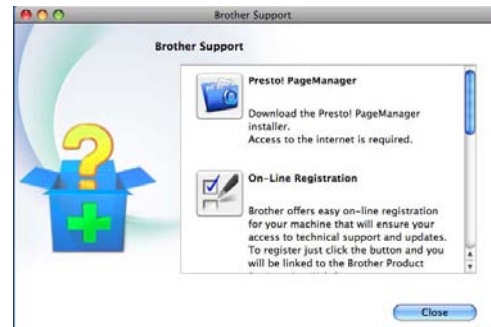 Brother Support
Brother Support
Presto! PageManager
Download the Presto! PageManager
installer.
Access to the internet is required.
On-Line Registration
Brother offers easy on-line registration
for your machine that will ensure your
access to technical support and updates.
To register just click the button and you
will be linked to the Brother Product
Close